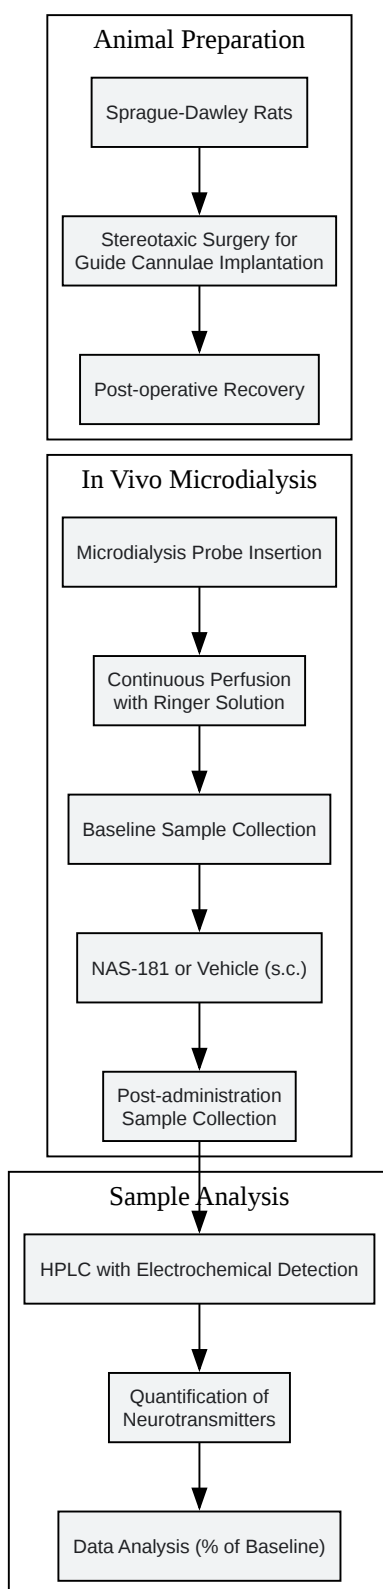 Animal Preparation
Sprague-Dawley Rats
Stereotaxic Surgery for
Guide Cannulae Implantation
Post-operative Recovery
In Vivo Microdialysis
Microdialysis Probe Insertion
Continuous Perfusion
with Ringer Solution
Baseline Sample Collection
NAS-181 or Vehicle (s.c.)
Post-administration
Sample Collection
Sample Analysis
HPLC with Electrochemical Detection
Quantification of
Neurotransmitters
Data Analysis (% of Baseline)